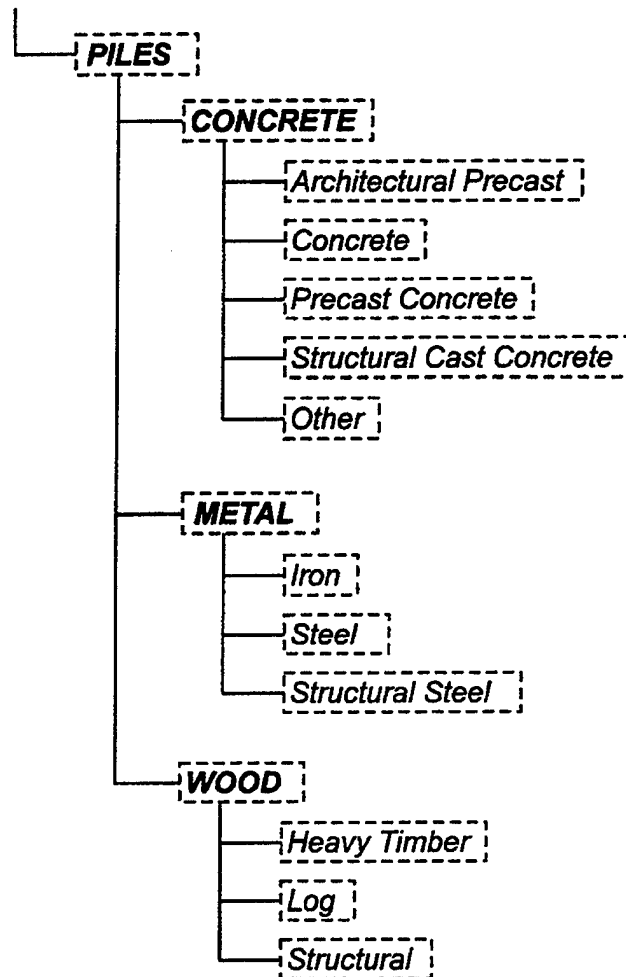 PILES
CONCRETE
Architectural Precast
Concrete
Precast Concrete
Structural Cast Concrete
Other
METAL
Iron
Steel
Structural Steel
WOOD
Heavy Timber
Log
Structural